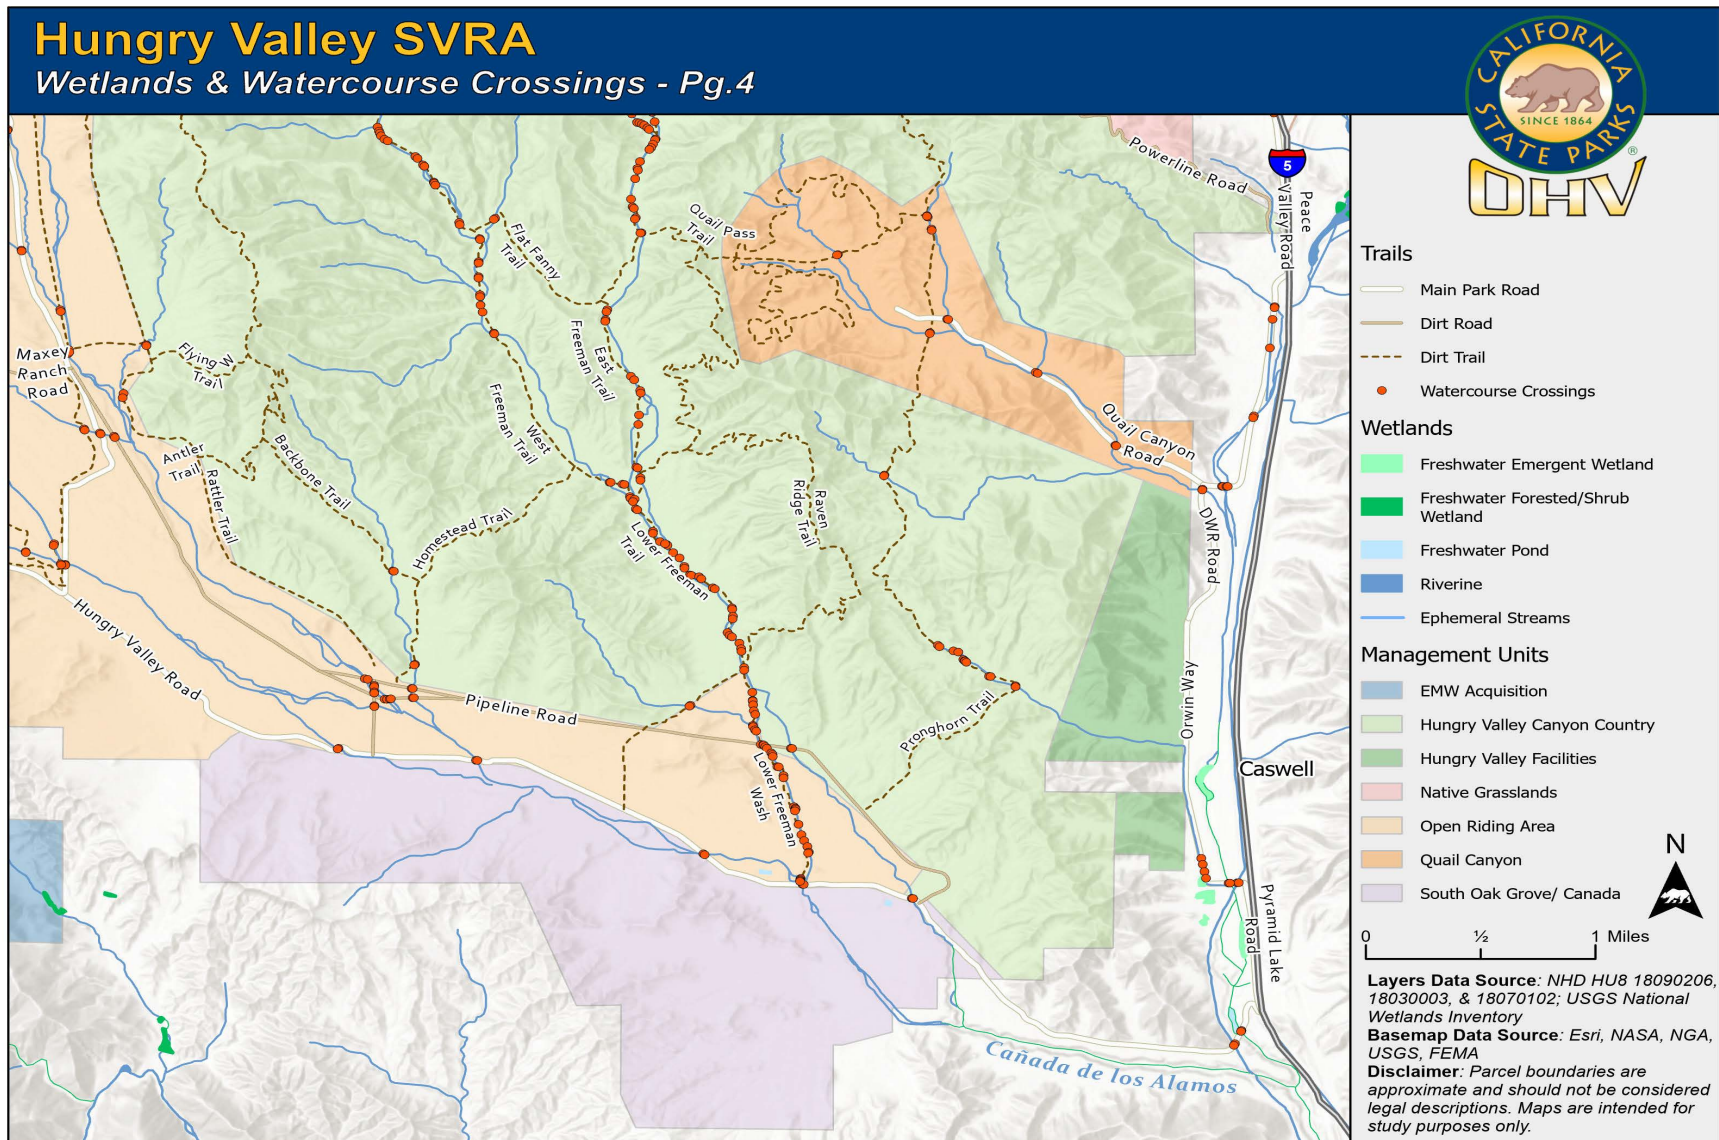 Hungry Valley SVRA
Wetlands & Watercourse Crossings - Pg.4
CALIFORNIA
STATE PARKS
SINCE 1864
®
OHV
Powerline Road
5
Peace
Valley Road
Quail Pass
Trail
Flat Fanny
Trail
Maxey
Ranch
Road
Flying W
Trail
East
Freeman Trail
West
Freeman Trail
Quail Canyon
Road
Antler
Trail
Rattler Trail
Backbone Trail
Homestead Trail
Raven
Ridge Trail
Lower Freeman
Trail
DWR Road
Hungry Valley Road
Pipeline Road
Pronghorn Trail
Orwin Way
Caswell
Lower Freeman
Wash
Pyramid Lake
Road
Cañada de los Alamos
Trails
Main Park Road
Dirt Road
Dirt Trail
Watercourse Crossings
Wetlands
Freshwater Emergent Wetland
Freshwater Forested/Shrub
Wetland
Freshwater Pond
Riverine
Ephemeral Streams
Management Units
EMW Acquisition
Hungry Valley Canyon Country
Hungry Valley Facilities
Native Grasslands
Open Riding Area
Quail Canyon
South Oak Grove/ Canada
N
0 ½ 1 Miles
Layers Data Source: NHD HU8 18090206,
18030003, & 18070102; USGS National
Wetlands Inventory
Basemap Data Source: Esri, NASA, NGA,
USGS, FEMA
Disclaimer: Parcel boundaries are
approximate and should not be considered
legal descriptions. Maps are intended for
study purposes only.